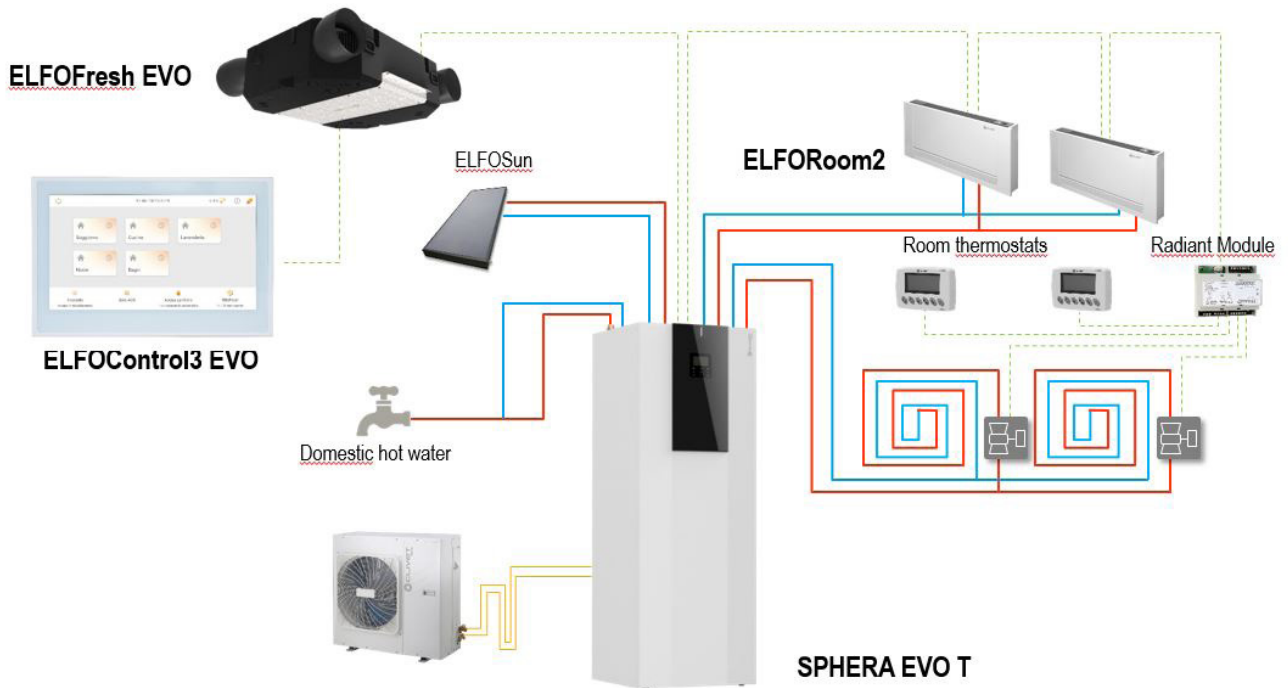 ELFOFresh EVO
ELFOSun
ELFORoom2
Room thermostats
Radiant Module
ELFOControl3 EVO
Domestic hot water
SPHERA EVO T